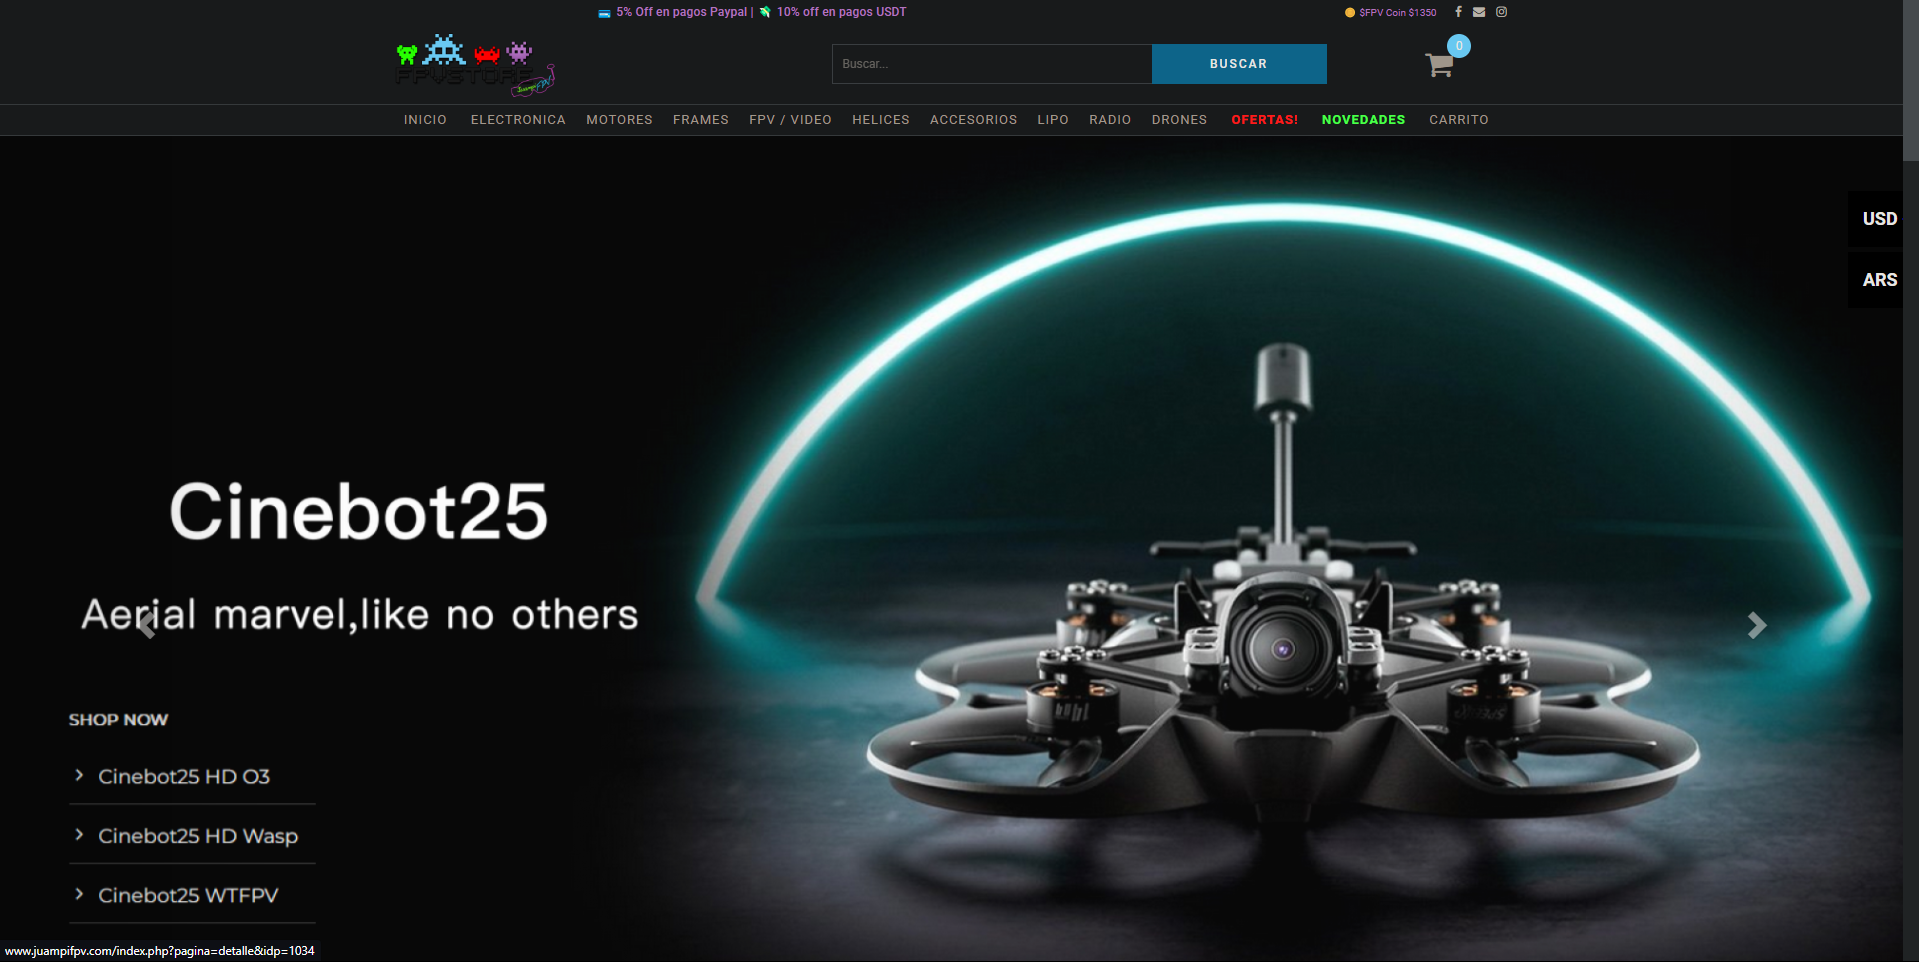 5% Off en pagos Paypal | 10% off en pagos USDT
$FPV Coin $1350
FPVSTORE
JuampiFPV
Buscar...
BUSCAR
0
INICIO ELECTRONICA MOTORES FRAMES FPV / VIDEO HELICES ACCESORIOS LIPO RADIO DRONES OFERTAS! NOVEDADES CARRITO
USD
ARS
Cinebot25
Aerial marvel,like no others
SHOP NOW
Cinebot25 HD O3
Cinebot25 HD Wasp
Cinebot25 WTFPV
www.juampifpv.com/index.php?pagina=detalle&idp=1034